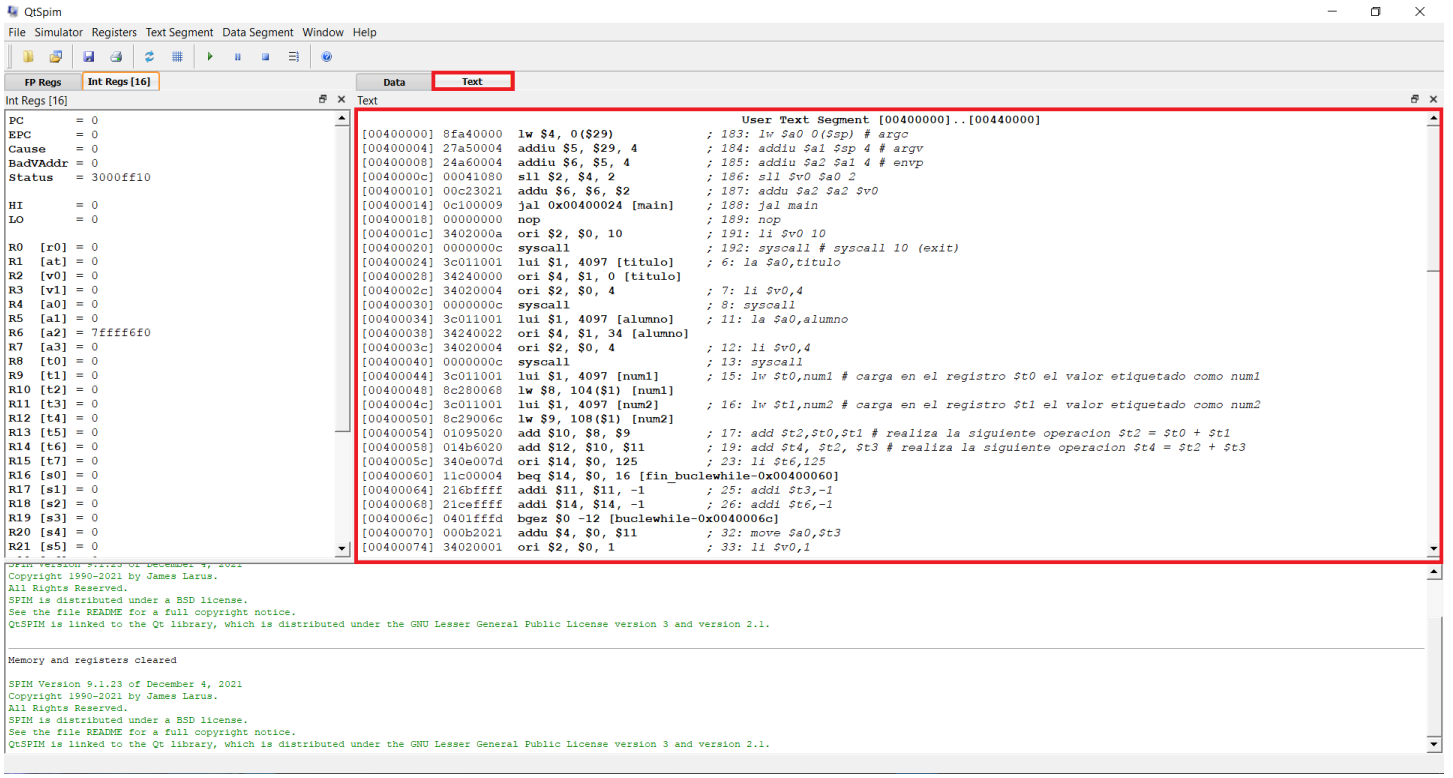 QtSpim
File Simulator Registers Text Segment Data Segment Window Help
FP Regs Int Regs [16] Data Text
Int Regs [16]
PC = 0
EPC = 0
Cause = 0
BadVAddr = 0
Status = 3000ff10
HI = 0
LO = 0
R0 [r0] = 0
R1 [at] = 0
R2 [v0] = 0
R3 [v1] = 0
R4 [a0] = 0
R5 [a1] = 0
R6 [a2] = 7ffff6f0
R7 [a3] = 0
R8 [t0] = 0
R9 [t1] = 0
R10 [t2] = 0
R11 [t3] = 0
R12 [t4] = 0
R13 [t5] = 0
R14 [t6] = 0
R15 [t7] = 0
R16 [s0] = 0
R17 [s1] = 0
R18 [s2] = 0
R19 [s3] = 0
R20 [s4] = 0
R21 [s5] = 0
Text
User Text Segment [00400000]..[00440000]
[00400000] 8fa40000 lw $4, 0($29) ; 183: lw $a0 0($sp) # argc
[00400004] 27a50004 addiu $5, $29, 4 ; 184: addiu $a1 $sp 4 # argv
[00400008] 24a60004 addiu $6, $5, 4 ; 185: addiu $a2 $a1 4 # envp
[0040000c] 00041080 sll $2, $4, 2 ; 186: sll $v0 $a0 2
[00400010] 00c23021 addu $6, $6, $2 ; 187: addu $a2 $a2 $v0
[00400014] 0c100009 jal 0x00400024 [main] ; 188: jal main
[00400018] 00000000 nop ; 189: nop
[0040001c] 3402000a ori $2, $0, 10 ; 191: li $v0 10
[00400020] 0000000c syscall ; 192: syscall # syscall 10 (exit)
[00400024] 3c011001 lui $1, 4097 [titulo] ; 6: la $a0,titulo
[00400028] 34240000 ori $4, $1, 0 [titulo]
[0040002c] 34020004 ori $2, $0, 4 ; 7: li $v0,4
[00400030] 0000000c syscall ; 8: syscall
[00400034] 3c011001 lui $1, 4097 [alumno] ; 11: la $a0,alumno
[00400038] 34240022 ori $4, $1, 34 [alumno]
[0040003c] 34020004 ori $2, $0, 4 ; 12: li $v0,4
[00400040] 0000000c syscall ; 13: syscall
[00400044] 3c011001 lui $1, 4097 [num1] ; 15: lw $t0,num1 # carga en el registro $t0 el valor etiquetado como num1
[00400048] 8c280068 lw $8, 104($1) [num1]
[0040004c] 3c011001 lui $1, 4097 [num2] ; 16: lw $t1,num2 # carga en el registro $t1 el valor etiquetado como num2
[00400050] 8c29006c lw $9, 108($1) [num2]
[00400054] 01095020 add $10, $8, $9 ; 17: add $t2,$t0,$t1 # realiza la siguiente operacion $t2 = $t0 + $t1
[00400058] 014b6020 add $12, $10, $11 ; 19: add $t4, $t2, $t3 # realiza la siguiente operacion $t4 = $t2 + $t3
[0040005c] 340e007d ori $14, $0, 125 ; 23: li $t6,125
[00400060] 11c00004 beq $14, $0, 16 [fin_buclewhile-0x00400060]
[00400064] 216bffff addi $11, $11, -1 ; 25: addi $t3,-1
[00400068] 21ceffff addi $14, $14, -1 ; 26: addi $t6,-1
[0040006c] 0401fffd bgez $0 -12 [buclewhile-0x0040006c]
[00400070] 000b2021 addu $4, $0, $11 ; 32: move $a0,$t3
[00400074] 34020001 ori $2, $0, 1 ; 33: li $v0,1
SPIM Version 9.1.23 of December 4, 2021
Copyright 1990-2021 by James Larus.
All Rights Reserved.
SPIM is distributed under a BSD license.
See the file README for a full copyright notice.
QtSPIM is linked to the Qt library, which is distributed under the GNU Lesser General Public License version 3 and version 2.1.
Memory and registers cleared
SPIM Version 9.1.23 of December 4, 2021
Copyright 1990-2021 by James Larus.
All Rights Reserved.
SPIM is distributed under a BSD license.
See the file README for a full copyright notice.
QtSPIM is linked to the Qt library, which is distributed under the GNU Lesser General Public License version 3 and version 2.1.